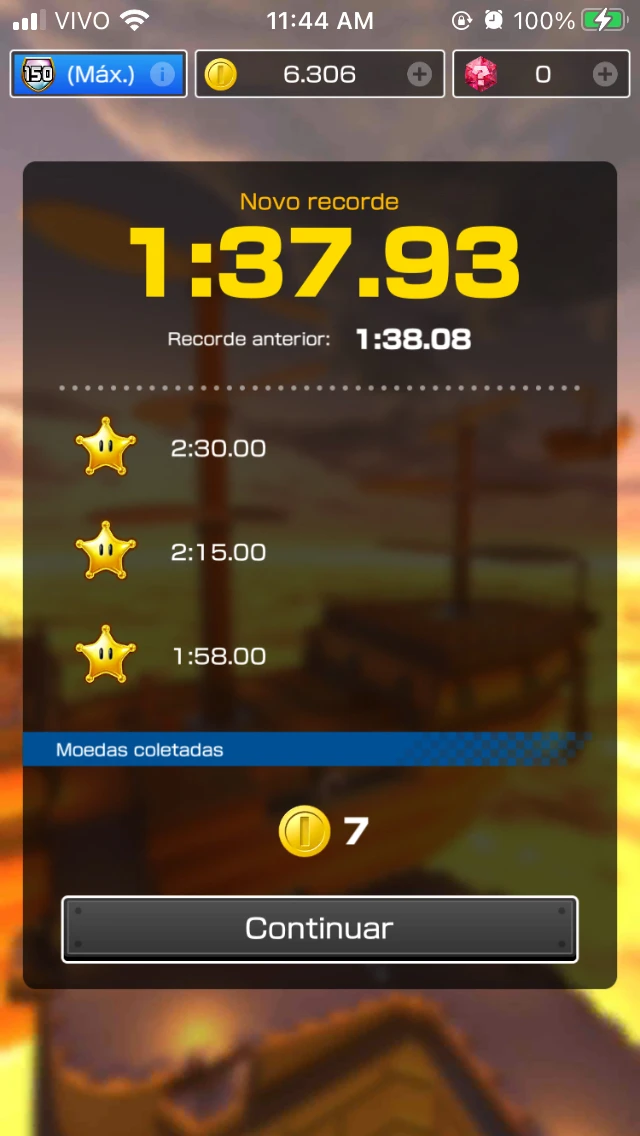 VIVO 11:44 AM 100%
150 (Máx.) i 6.306 + ? 0 +
Novo recorde
1:37.93
Recorde anterior: 1:38.08
2:30.00
2:15.00
1:58.00
Moedas coletadas
7
Continuar